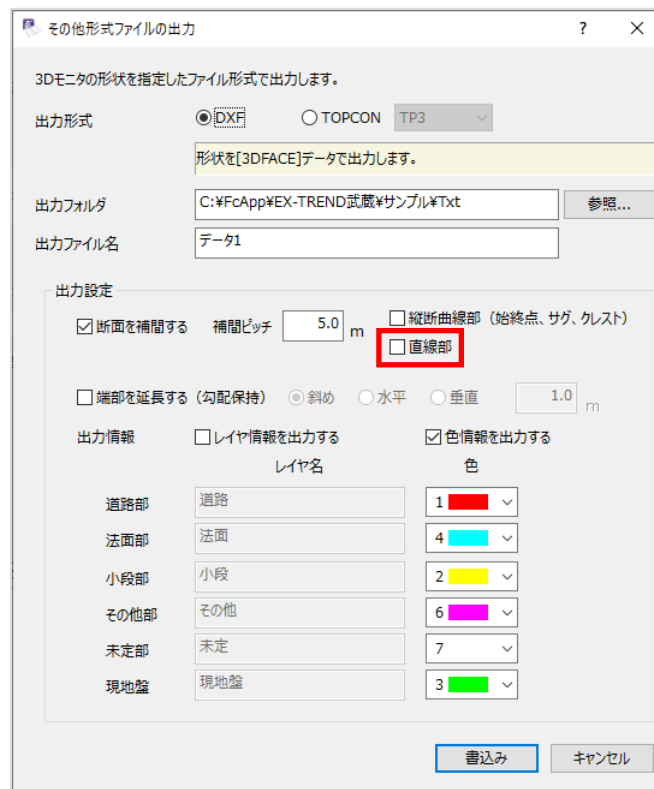 その他形式ファイルの出力 ? ×
3Dモニタの形状を指定したファイル形式で出力します。
出力形式 DXF TOPCON TP3
形状を[3DFACE]データで出力します。
出力フォルダ C:¥FcApp¥EX-TREND武蔵¥サンプル¥Txt 参照...
出力ファイル名 データ1
出力設定
断面を補間する 補間ピッチ 5.0 m 縦断曲線部（始終点、サグ、クレスト）
直線部
端部を延長する（勾配保持） 斜め 水平 垂直 1.0 m
出力情報 レイヤ情報を出力する 色情報を出力する
レイヤ名 色
道路部 道路 1
法面部 法面 4
小段部 小段 2
その他部 その他 6
未定部 未定 7
現地盤 現地盤 3
書込み キャンセル